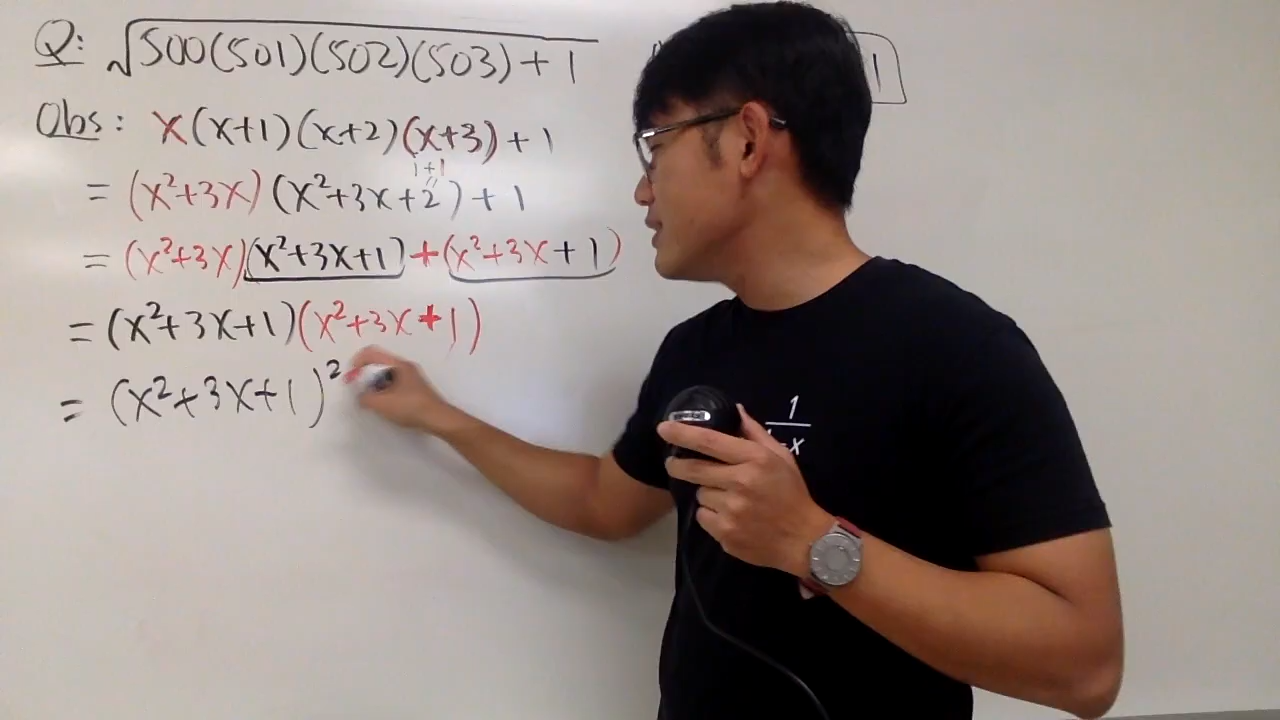 Q: √500(501)(502)(503)+1
Obs: x(x+1)(x+2)(x+3)+1
1+1
= (x²+3x)(x²+3x+2)+1
= (x²+3x)(x²+3x+1)+(x²+3x+1)
= (x²+3x+1)(x²+3x+1)
= (x²+3x+1)²
1